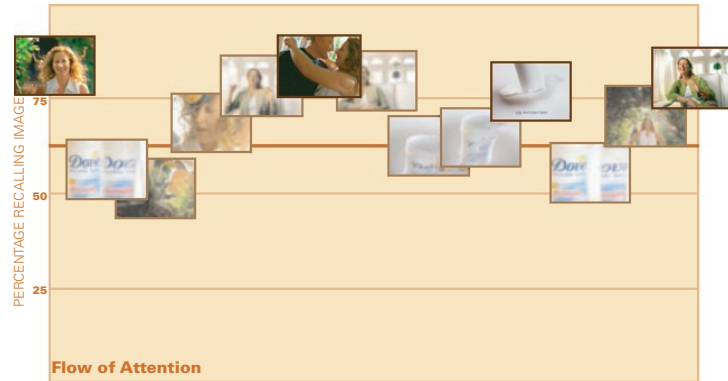 75
50
25
PERCENTAGE RECALLING IMAGE
Dove
Dove
Dove
Flow of Attention